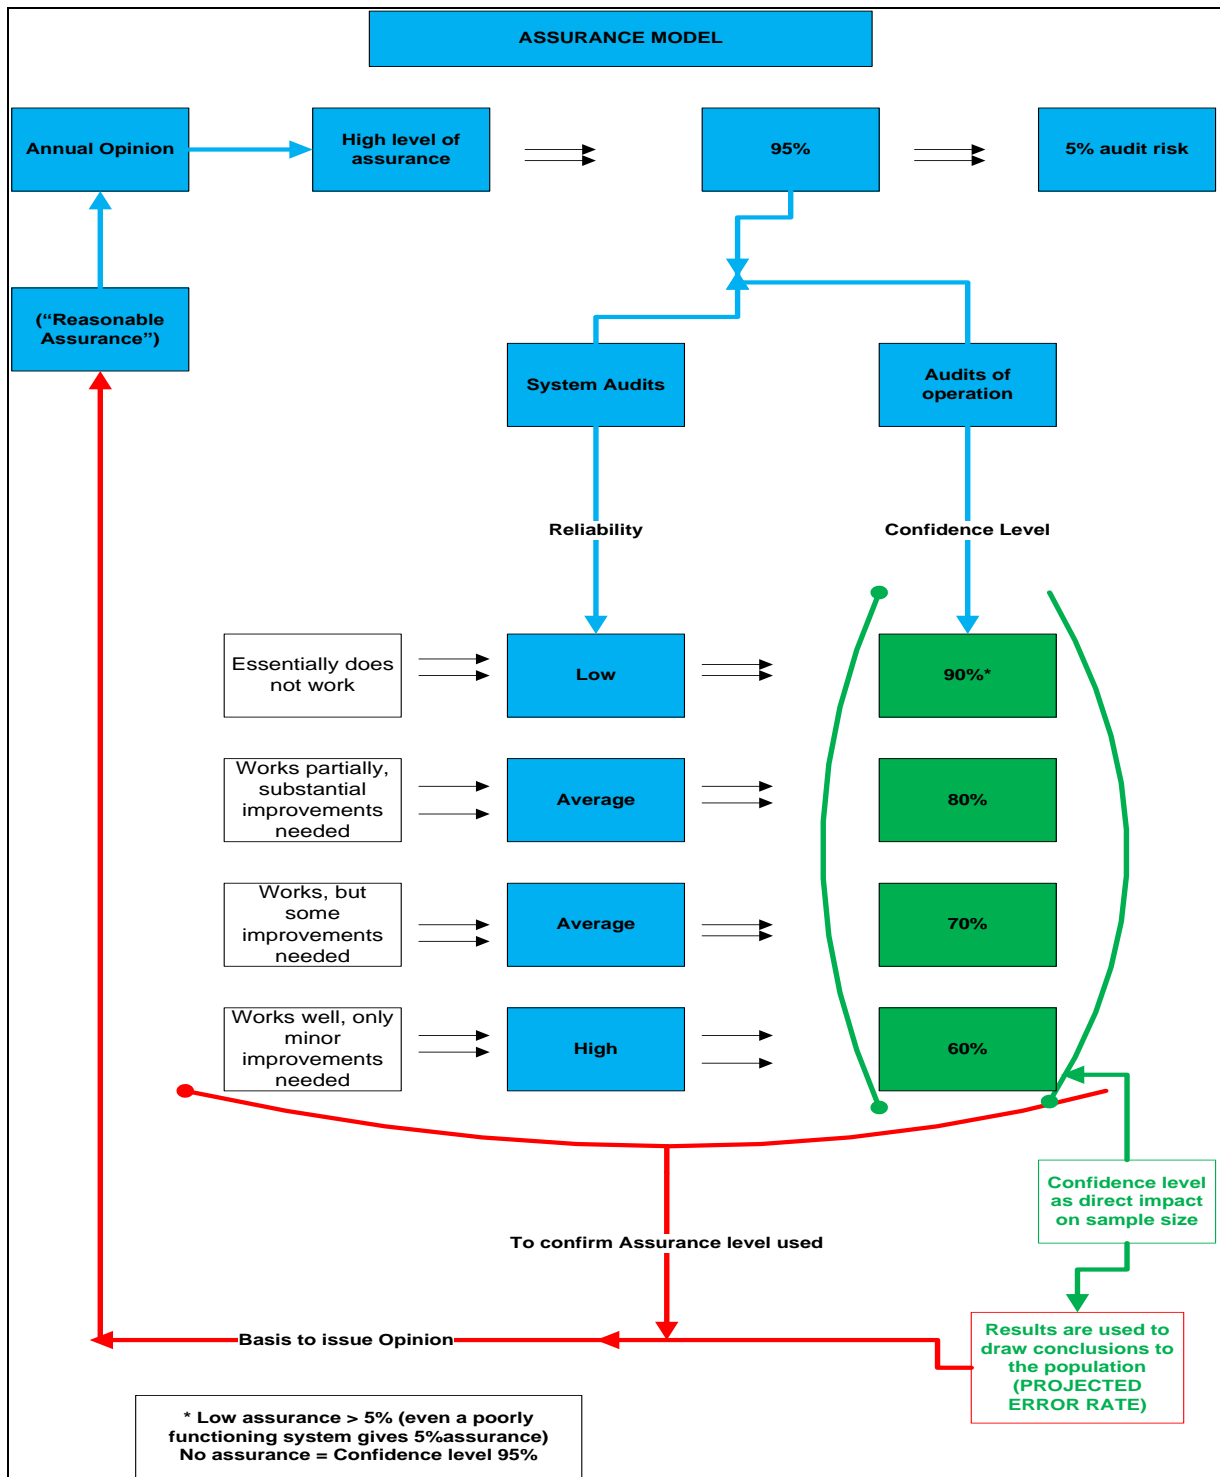 ASSURANCE MODEL
Annual Opinion
High level of
assurance
95%
5% audit risk
(“Reasonable
Assurance”)
System Audits
Audits of
operation
Reliability
Confidence Level
Essentially does
not work
Low
90%*
Works partially,
substantial
improvements
needed
Average
80%
Works, but
some
improvements
needed
Average
70%
Works well, only
minor
improvements
needed
High
60%
Confidence level
as direct impact
on sample size
To confirm Assurance level used
Basis to issue Opinion
Results are used to
draw conclusions to
the population
(PROJECTED
ERROR RATE)
* Low assurance > 5% (even a poorly
functioning system gives 5%assurance)
No assurance = Confidence level 95%